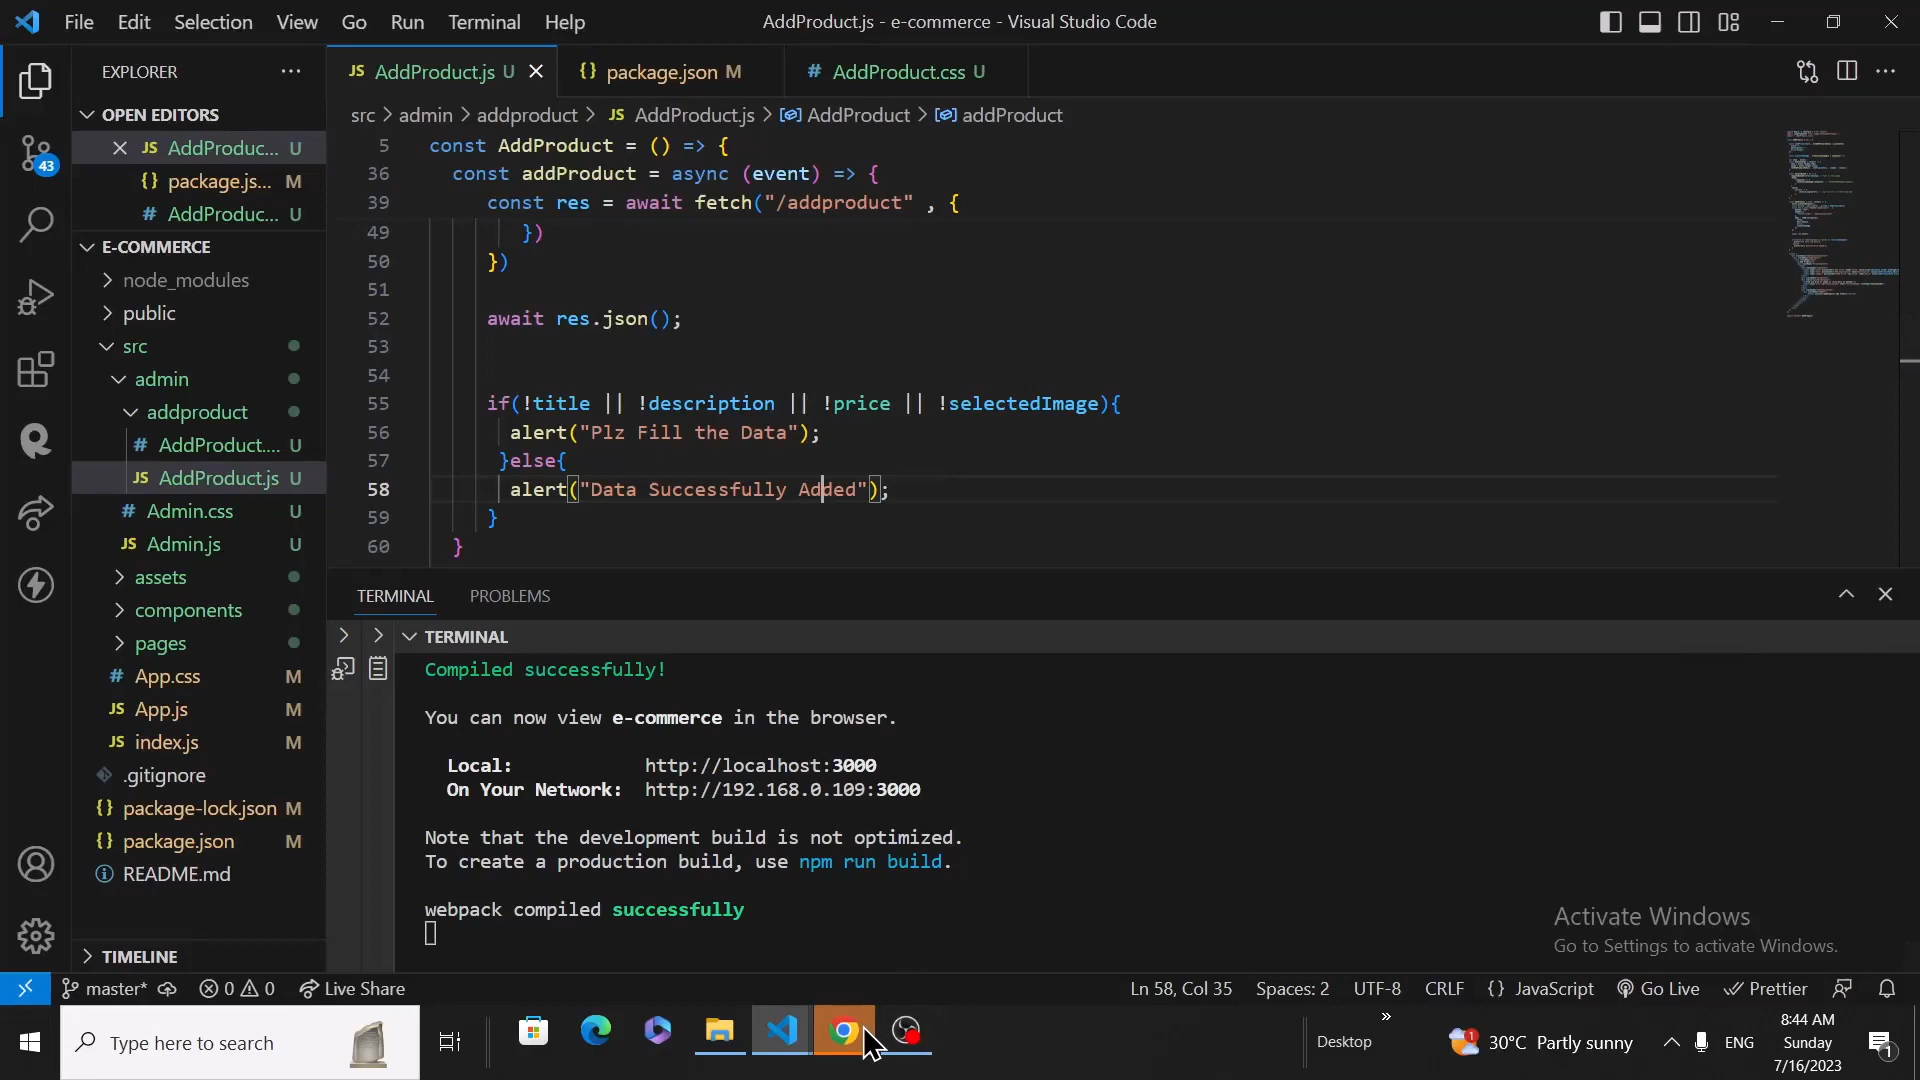 File Edit Selection View Go Run Terminal Help AddProduct.js - e-commerce - Visual Studio Code
EXPLORER
JS AddProduct.js U
{} package.json M
# AddProduct.css U
OPEN EDITORS
JS AddProduc... U
{} package.js... M
# AddProduc... U
E-COMMERCE
node_modules
public
src
admin
addproduct
# AddProduct.... U
JS AddProduct.js U
# Admin.css U
JS Admin.js U
assets
components
pages
# App.css M
JS App.js M
JS index.js M
.gitignore
{} package-lock.json M
{} package.json M
README.md
TIMELINE
43
src > admin > addproduct > JS AddProduct.js > AddProduct > addProduct
5 const AddProduct = () => {
36 const addProduct = async (event) => {
39 const res = await fetch("/addproduct" , {
49 })
50 })
51
52 await res.json();
53
54
55 if(!title || !description || !price || !selectedImage){
56 alert("Plz Fill the Data");
57 }else{
58 alert("Data Successfully Added");
59 }
60 }
TERMINAL PROBLEMS
TERMINAL
Compiled successfully!
You can now view e-commerce in the browser.
Local: http://localhost:3000
On Your Network: http://192.168.0.109:3000
Note that the development build is not optimized.
To create a production build, use npm run build.
webpack compiled successfully
Activate Windows
Go to Settings to activate Windows.
master* 0 0 Live Share Ln 58, Col 35 Spaces: 2 UTF-8 CRLF {} JavaScript Go Live Prettier
Type here to search
Desktop
30°C Partly sunny
ENG
8:44 AM
Sunday
7/16/2023
1
1